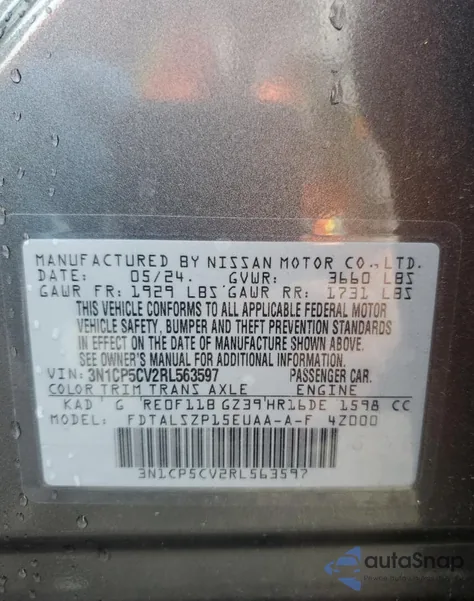 MANUFACTURED BY NISSAN MOTOR CO., LTD.
DATE: 05/24. GVWR: 3660 LBS
GAWR FR: 1929 LBS GAWR RR: 1731 LBS
THIS VEHICLE CONFORMS TO ALL APPLICABLE FEDERAL MOTOR
VEHICLE SAFETY, BUMPER AND THEFT PREVENTION STANDARDS
IN EFFECT ON THE DATE OF MANUFACTURE SHOWN ABOVE.
SEE OWNER'S MANUAL FOR ADDITIONAL INFORMATION.
VIN: 3N1CP5CV2RL563597 PASSENGER CAR.
COLOR TRIM TRANS AXLE ENGINE
KAD G RE0F11B GZ39 HR16DE 1598 CC
MODEL: FDTALSZP15EUAA-A-F 4Z000
3N1CP5CV2RL563597
autoSnap